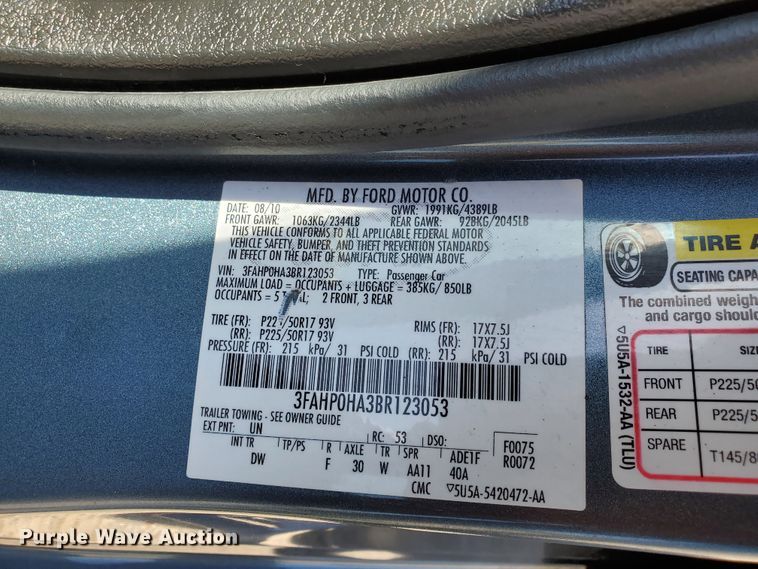 MFD. BY FORD MOTOR CO.
DATE: 08/10 GVWR: 1991KG/4389LB
FRONT GAWR: 1063KG/2344LB REAR GAWR: 928KG/2045LB
THIS VEHICLE CONFORMS TO ALL APPLICABLE FEDERAL MOTOR
VEHICLE SAFETY, BUMPER, AND THEFT PREVENTION STANDARDS
IN EFFECT ON THE DATE OF MANUFACTURE SHOWN ABOVE.
VIN: 3FAHP0HA3BR123053 TYPE: Passenger Car
MAXIMUM LOAD = OCCUPANTS + LUGGAGE = 385KG/ 850LB
OCCUPANTS = 5 2 FRONT, 3 REAR
TIRE (FR): P225/50R17 93V RIMS (FR): 17X7.5J
(RR): P225/50R17 93V (RR): 17X7.5J
PRESSURE (FR): 215 kPa/ 31 PSI COLD (RR): 215 kPa/ 31 PSI COLD
3FAHP0HA3BR123053
TRAILER TOWING - SEE OWNER GUIDE
EXT PNT: UN RC: 53 DSO: F0075
R0072
INT TR TP/PS R AXLE TR SPR ADETF
DW F 30 W AA11 40A
CMC ▽5U5A-5420472-AA
TIRE A
SEATING CAPA
The combined weigh
and cargo shoul
▽5U5A-1532-AA (TLU)
TIRE SIZ
FRONT P225/50
REAR P225/5
SPARE T145/8
Purple Wave Auction